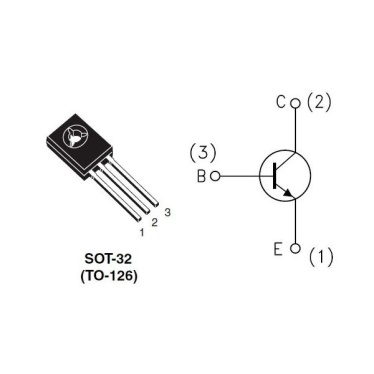 C (2)
(3)
B
E (1)
1
2
3
SOT-32
(TO-126)